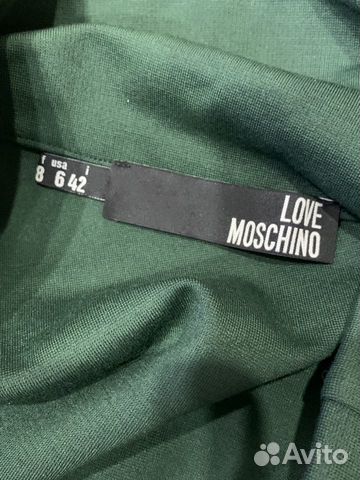 f usa i
8 6 42
LOVE
MOSCHINO
Avito